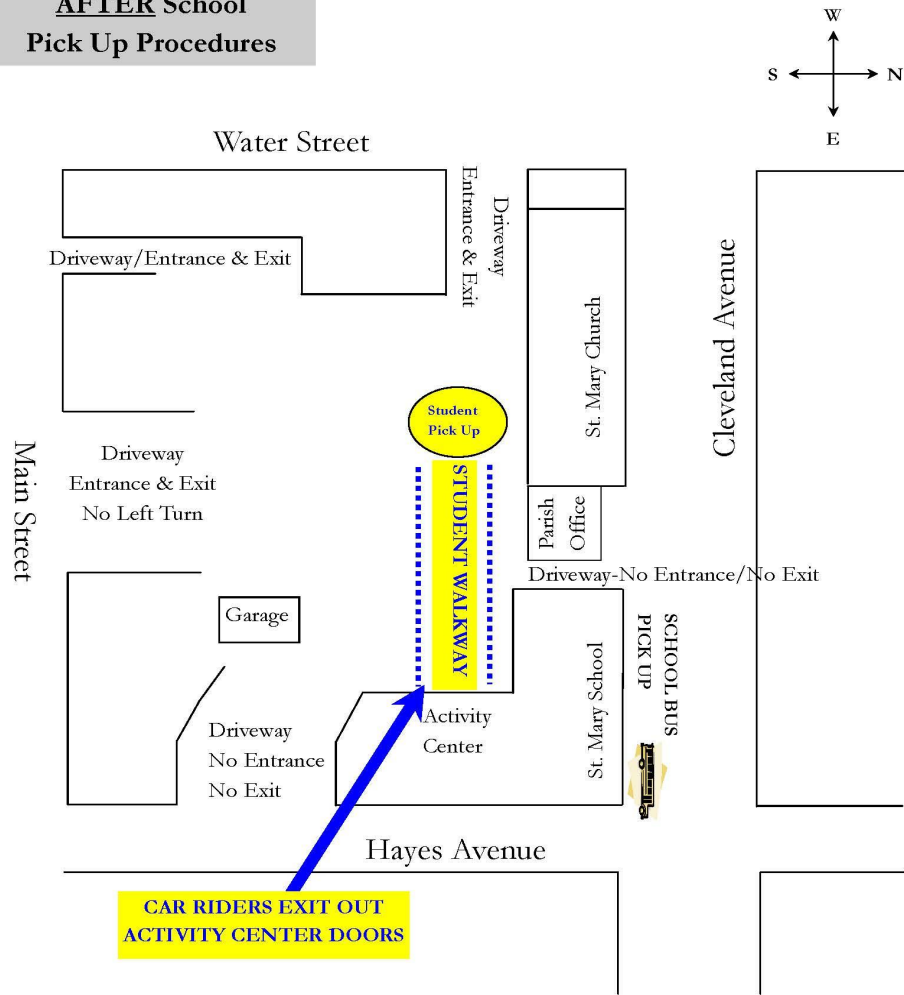 AFTER School
Pick Up Procedures
W
S N
E
Water Street
Driveway/Entrance & Exit
Driveway
Entrance & Exit
Student
Pick Up
STUDENT WALKWAY
St. Mary Church
Cleveland Avenue
Main Street
Driveway
Entrance & Exit
No Left Turn
Parish
Office
Driveway-No Entrance/No Exit
Garage
SCHOOL BUS
PICK UP
St. Mary School
Activity
Center
Driveway
No Entrance
No Exit
Hayes Avenue
CAR RIDERS EXIT OUT
ACTIVITY CENTER DOORS